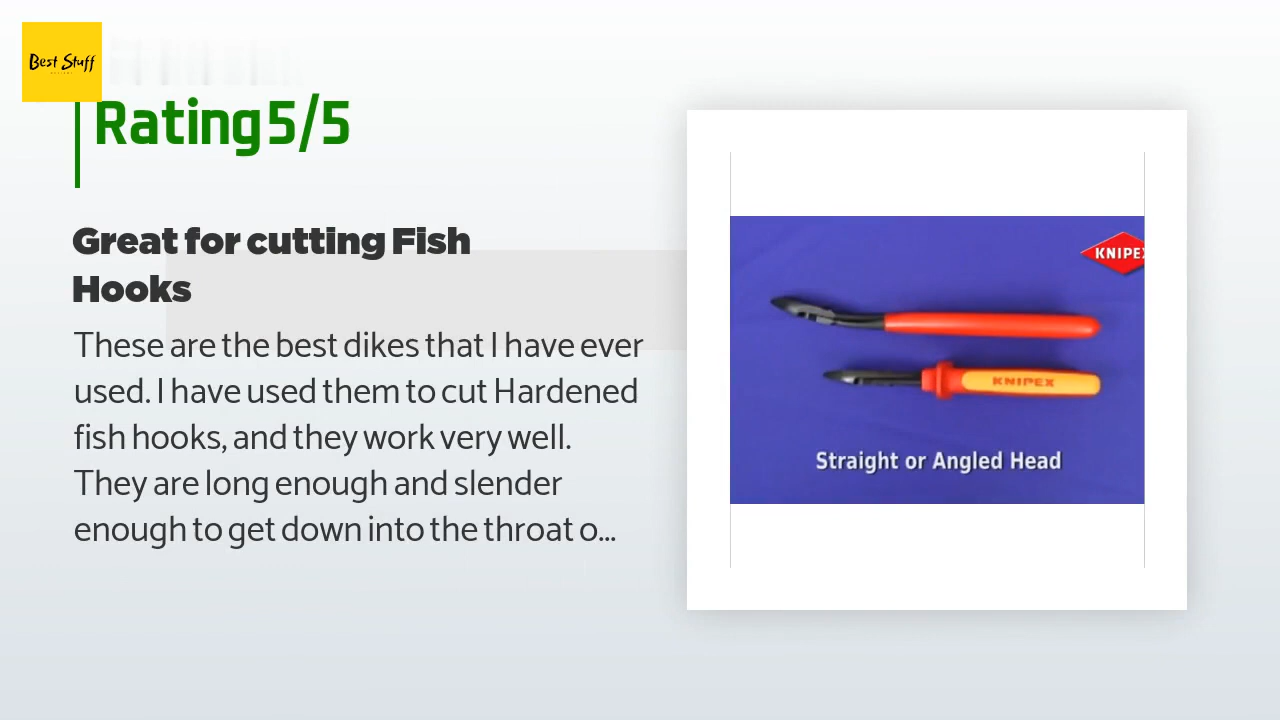 Best Stuff
Rating 5/5
Great for cutting Fish
Hooks
These are the best dikes that I have ever
used. I have used them to cut Hardened
fish hooks, and they work very well.
They are long enough and slender
enough to get down into the throat o...
KNIPEX
Straight or Angled Head